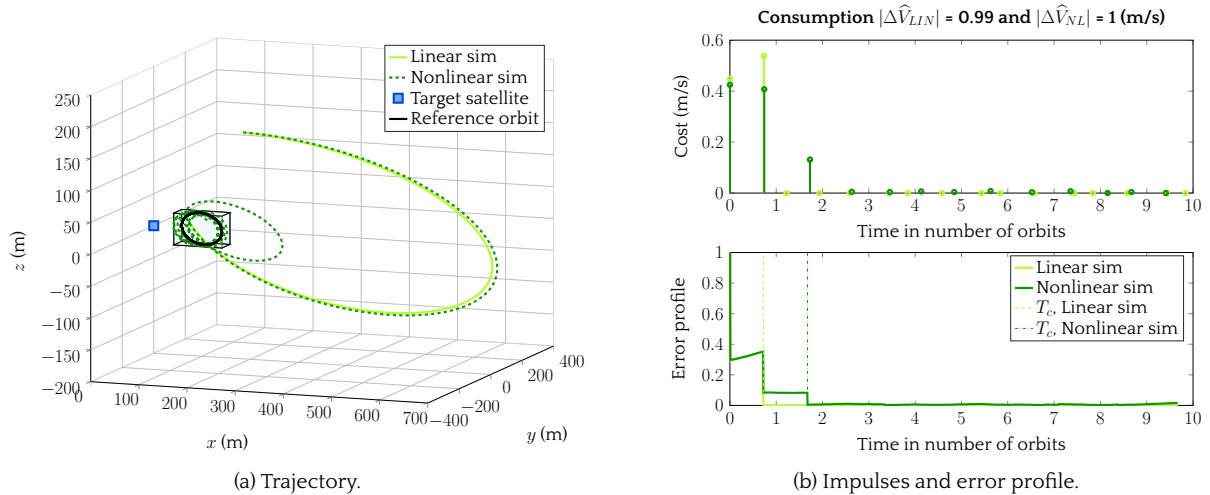 Linear sim
Nonlinear sim
Target satellite
Reference orbit
250
200
150
100
50
0
−50
−100
−150
−200
z (m)
0
100
200
300
400
500
600
700
x (m)
−400
−200
0
200
400
y (m)
(a) Trajectory.
Consumption |ΔV̂_LIN| = 0.99 and |ΔV̂_NL| = 1 (m/s)
0.6
0.4
0.2
0
Cost (m/s)
0 1 2 3 4 5 6 7 8 9 10
Time in number of orbits
Linear sim
Nonlinear sim
T_c, Linear sim
T_c, Nonlinear sim
1
0.8
0.6
0.4
0.2
0
Error profile
0 1 2 3 4 5 6 7 8 9 10
Time in number of orbits
(b) Impulses and error profile.